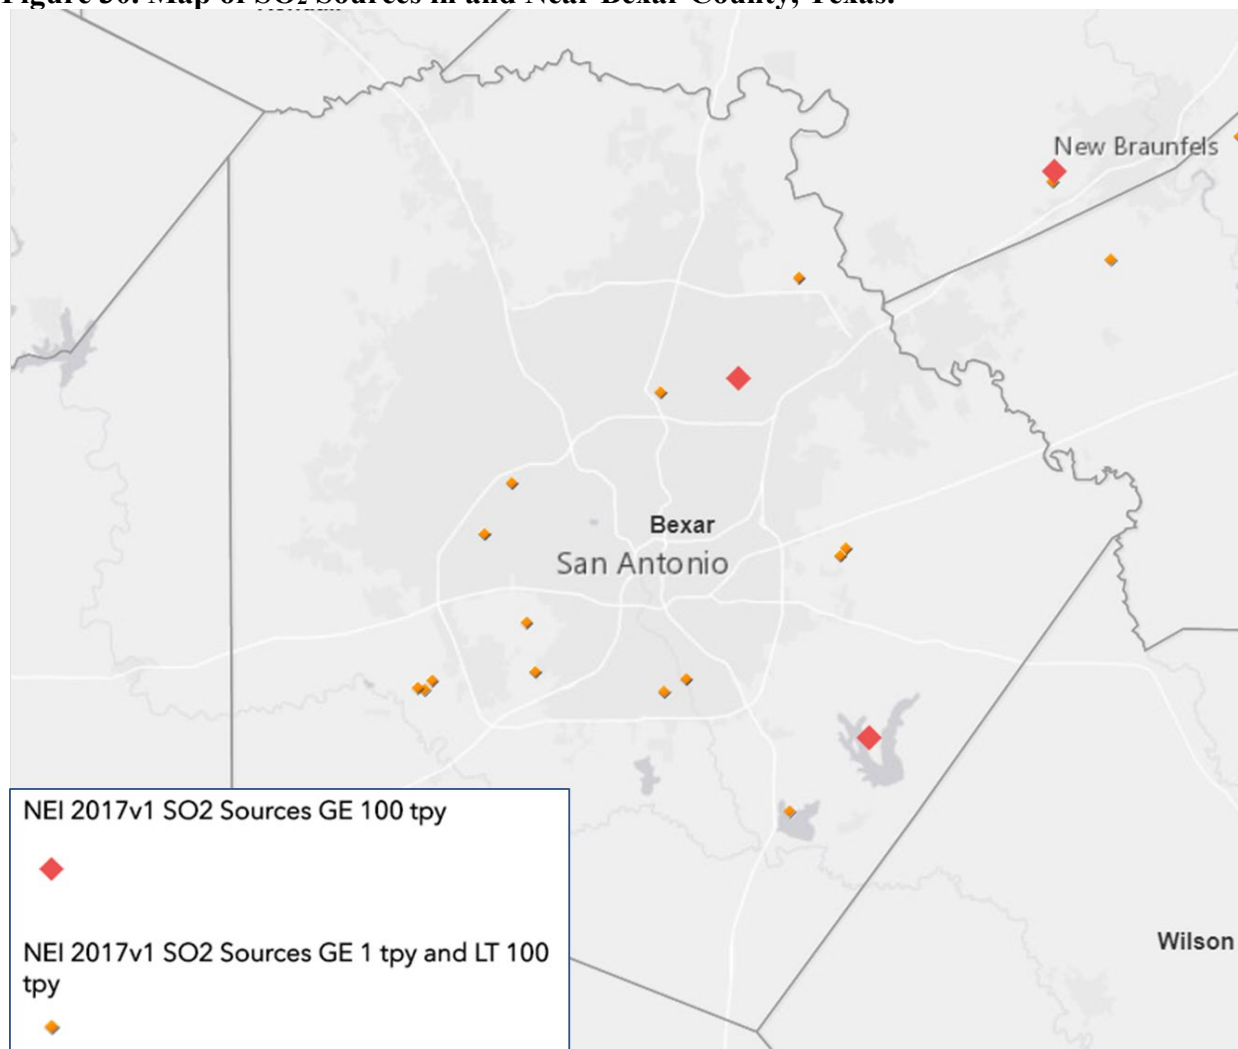 Figure 30. Map of SO₂ Sources in and Near Bexar County, Texas.
New Braunfels
Bexar
San Antonio
NEI 2017v1 SO2 Sources GE 100 tpy
NEI 2017v1 SO2 Sources GE 1 tpy and LT 100
tpy
Wilson